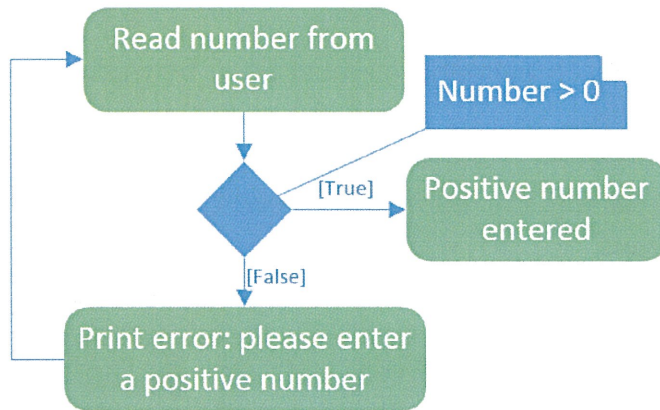 Read number from
user
Number > 0
[True]
Positive number
entered
[False]
Print error: please enter
a positive number